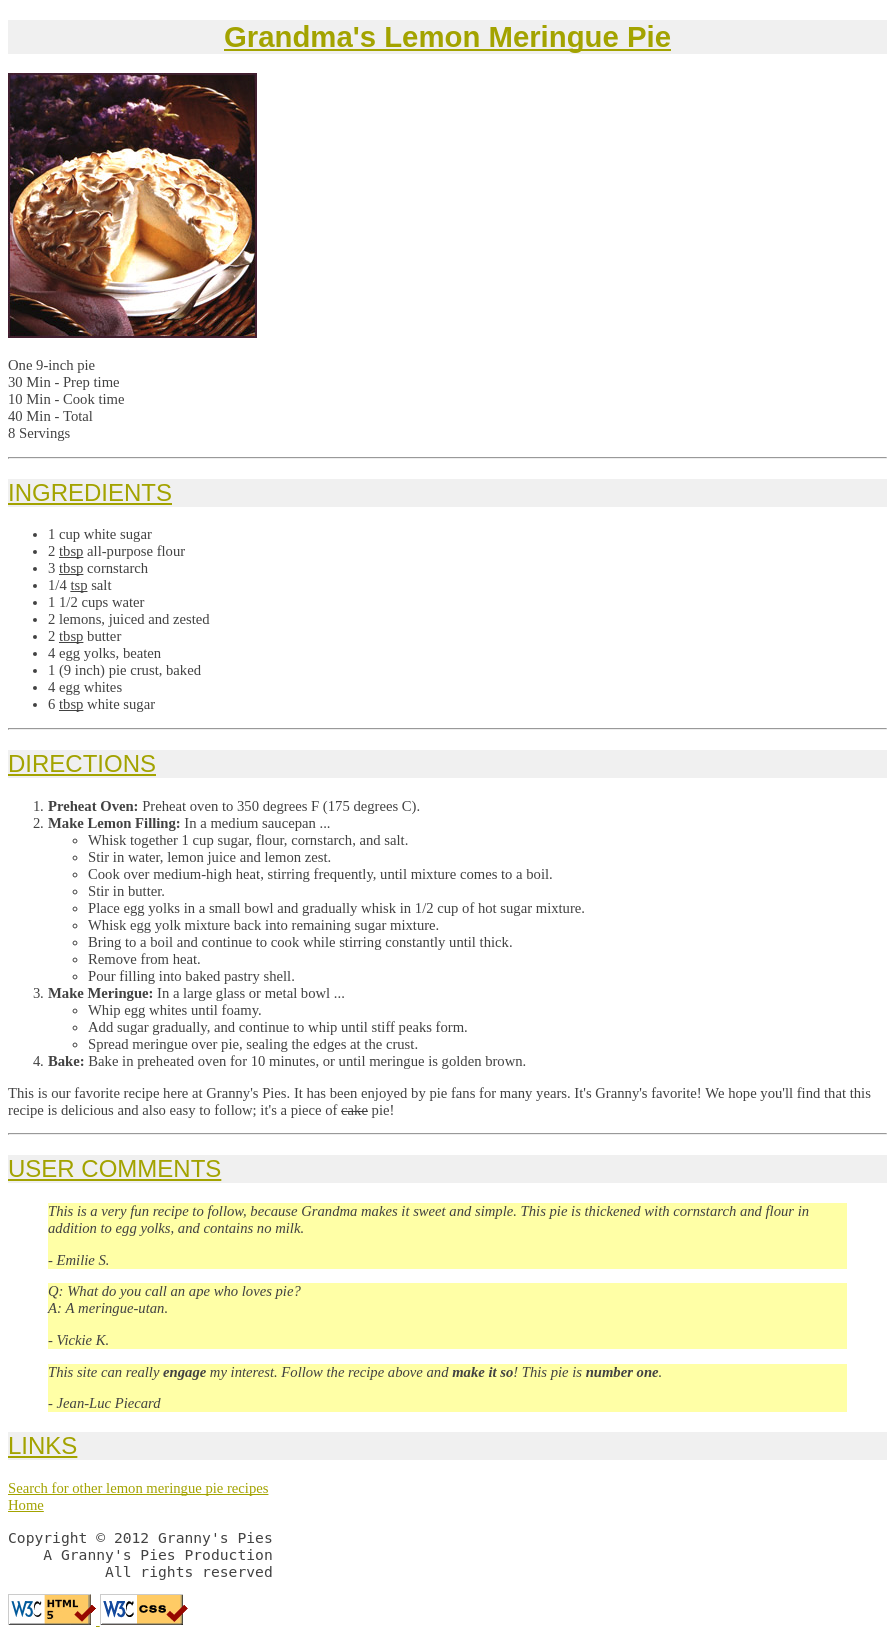 Grandma's Lemon Meringue Pie
One 9-inch pie
30 Min - Prep time
10 Min - Cook time
40 Min - Total
8 Servings
INGREDIENTS
• 1 cup white sugar
• 2 tbsp all-purpose flour
• 3 tbsp cornstarch
• 1/4 tsp salt
• 1 1/2 cups water
• 2 lemons, juiced and zested
• 2 tbsp butter
• 4 egg yolks, beaten
• 1 (9 inch) pie crust, baked
• 4 egg whites
• 6 tbsp white sugar
DIRECTIONS
1. Preheat Oven: Preheat oven to 350 degrees F (175 degrees C).
2. Make Lemon Filling: In a medium saucepan ...
◦ Whisk together 1 cup sugar, flour, cornstarch, and salt.
◦ Stir in water, lemon juice and lemon zest.
◦ Cook over medium-high heat, stirring frequently, until mixture comes to a boil.
◦ Stir in butter.
◦ Place egg yolks in a small bowl and gradually whisk in 1/2 cup of hot sugar mixture.
◦ Whisk egg yolk mixture back into remaining sugar mixture.
◦ Bring to a boil and continue to cook while stirring constantly until thick.
◦ Remove from heat.
◦ Pour filling into baked pastry shell.
3. Make Meringue: In a large glass or metal bowl ...
◦ Whip egg whites until foamy.
◦ Add sugar gradually, and continue to whip until stiff peaks form.
◦ Spread meringue over pie, sealing the edges at the crust.
4. Bake: Bake in preheated oven for 10 minutes, or until meringue is golden brown.
This is our favorite recipe here at Granny's Pies. It has been enjoyed by pie fans for many years. It's Granny's favorite! We hope you'll find that this
recipe is delicious and also easy to follow; it's a piece of cake pie!
USER COMMENTS
This is a very fun recipe to follow, because Grandma makes it sweet and simple. This pie is thickened with cornstarch and flour in
addition to egg yolks, and contains no milk.
- Emilie S.
Q: What do you call an ape who loves pie?
A: A meringue-utan.
- Vickie K.
This site can really engage my interest. Follow the recipe above and make it so! This pie is number one.
- Jean-Luc Piecard
LINKS
Search for other lemon meringue pie recipes
Home
Copyright © 2012 Granny's Pies
A Granny's Pies Production
All rights reserved
W3C HTML 5 W3C CSS